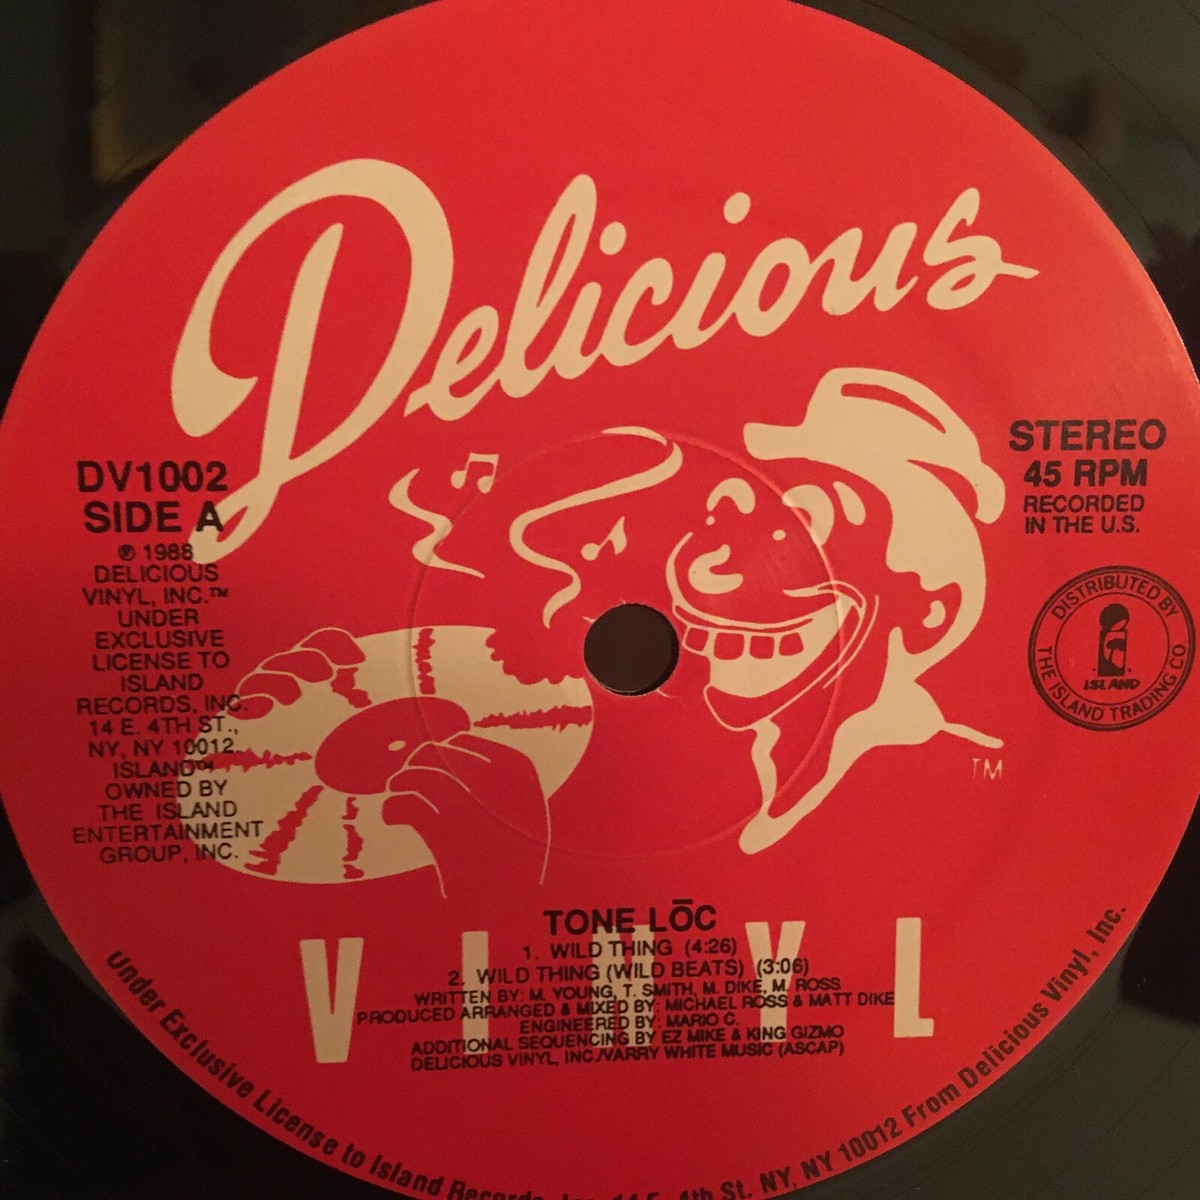 Delicious
DV1002
SIDE A
℗ 1988
DELICIOUS
VINYL, INC.™
UNDER
EXCLUSIVE
LICENSE TO
ISLAND
RECORDS, INC.
14 E. 4TH ST.,
NY, NY 10012.
ISLAND™
OWNED BY
THE ISLAND
ENTERTAINMENT
GROUP, INC.
STEREO
45 RPM
RECORDED
IN THE U.S.
DISTRIBUTED BY
THE ISLAND TRADING CO.
ISLAND
TM
VINYL
TONE LŌC
1. WILD THING (4:26)
2. WILD THING (WILD BEATS) (3:06)
WRITTEN BY: M. YOUNG, T. SMITH, M. DIKE, M. ROSS
PRODUCED ARRANGED & MIXED BY: MICHAEL ROSS & MATT DIKE
ENGINEERED BY: MARIO C.
ADDITIONAL SEQUENCING BY EZ MIKE & KING GIZMO
DELICIOUS VINYL, INC./VARRY WHITE MUSIC (ASCAP)
Under Exclusive License to Island Records, Inc. 14 E. 4th St. NY, NY 10012 From Delicious Vinyl, Inc.